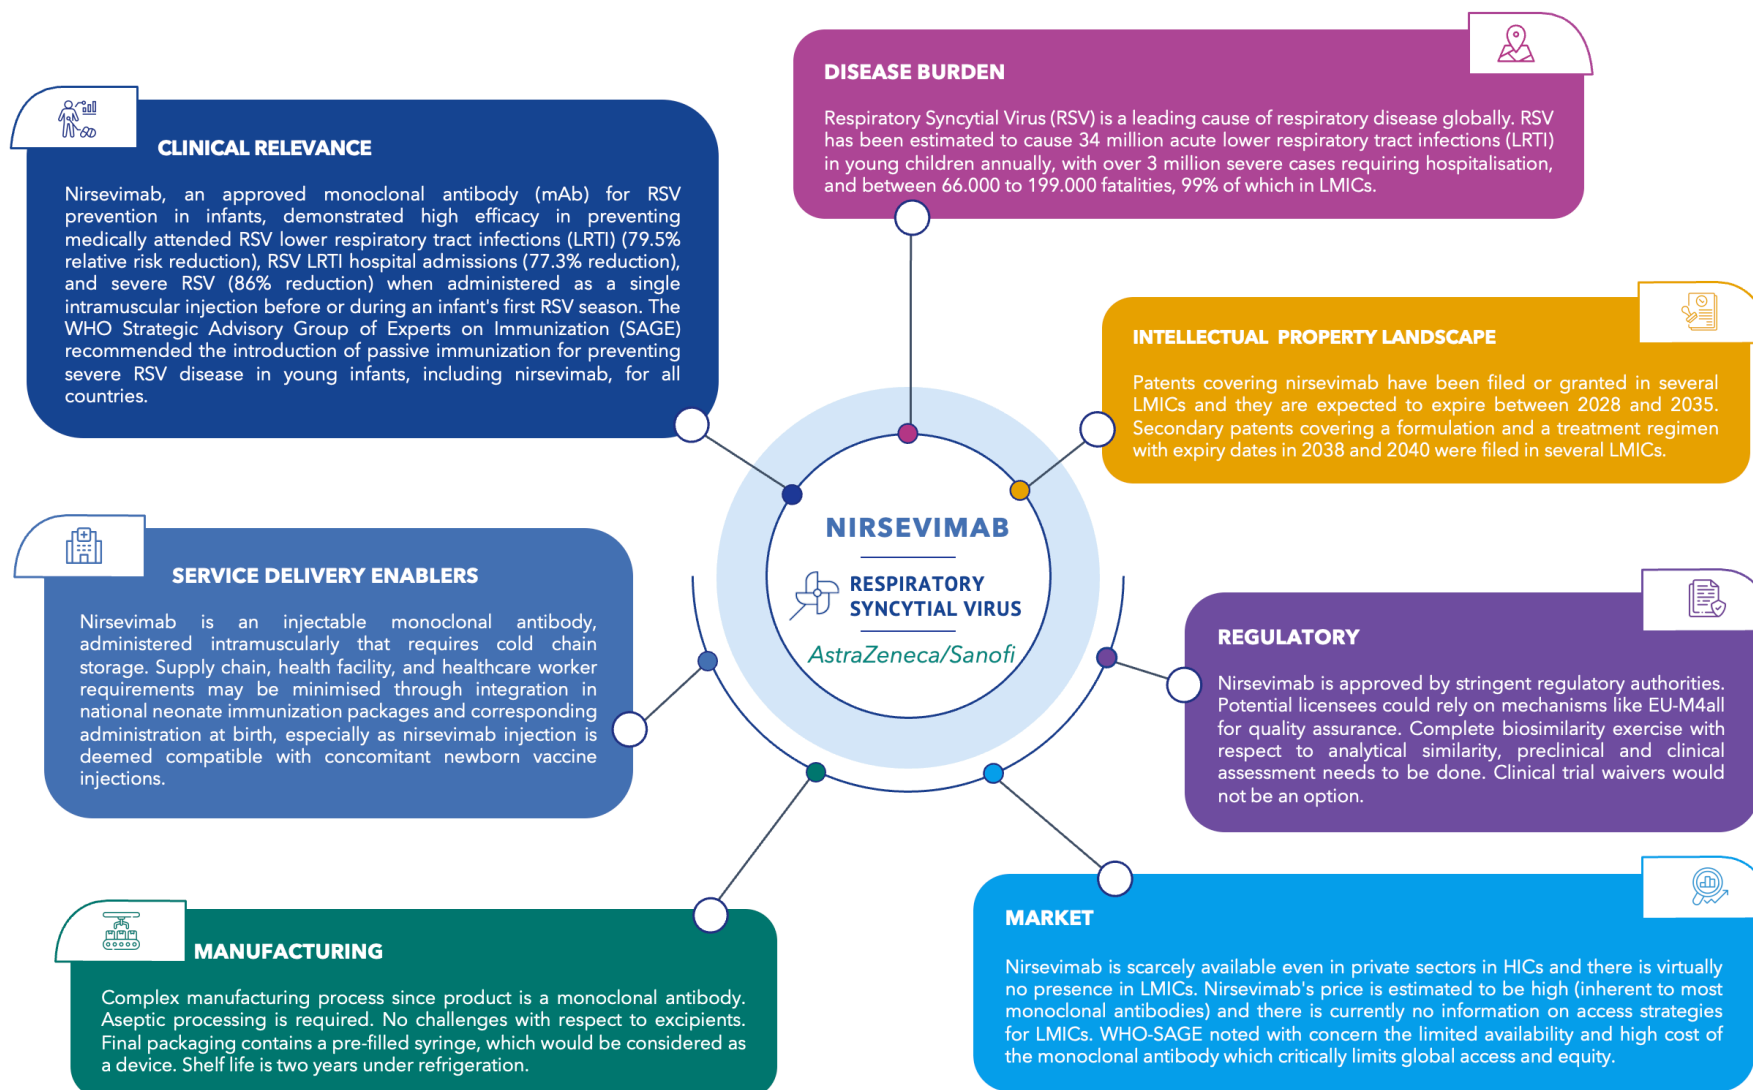 DISEASE BURDEN
Respiratory Syncytial Virus (RSV) is a leading cause of respiratory disease globally. RSV
has been estimated to cause 34 million acute lower respiratory tract infections (LRTI)
in young children annually, with over 3 million severe cases requiring hospitalisation,
and between 66.000 to 199.000 fatalities, 99% of which in LMICs.
CLINICAL RELEVANCE
Nirsevimab, an approved monoclonal antibody (mAb) for RSV
prevention in infants, demonstrated high efficacy in preventing
medically attended RSV lower respiratory tract infections (LRTI) (79.5%
relative risk reduction), RSV LRTI hospital admissions (77.3% reduction),
and severe RSV (86% reduction) when administered as a single
intramuscular injection before or during an infant's first RSV season. The
WHO Strategic Advisory Group of Experts on Immunization (SAGE)
recommended the introduction of passive immunization for preventing
severe RSV disease in young infants, including nirsevimab, for all
countries.
INTELLECTUAL PROPERTY LANDSCAPE
Patents covering nirsevimab have been filed or granted in several
LMICs and they are expected to expire between 2028 and 2035.
Secondary patents covering a formulation and a treatment regimen
with expiry dates in 2038 and 2040 were filed in several LMICs.
NIRSEVIMAB
RESPIRATORY
SYNCYTIAL VIRUS
AstraZeneca/Sanofi
SERVICE DELIVERY ENABLERS
Nirsevimab is an injectable monoclonal antibody,
administered intramuscularly that requires cold chain
storage. Supply chain, health facility, and healthcare worker
requirements may be minimised through integration in
national neonate immunization packages and corresponding
administration at birth, especially as nirsevimab injection is
deemed compatible with concomitant newborn vaccine
injections.
REGULATORY
Nirsevimab is approved by stringent regulatory authorities.
Potential licensees could rely on mechanisms like EU-M4all
for quality assurance. Complete biosimilarity exercise with
respect to analytical similarity, preclinical and clinical
assessment needs to be done. Clinical trial waivers would
not be an option.
MANUFACTURING
Complex manufacturing process since product is a monoclonal antibody.
Aseptic processing is required. No challenges with respect to excipients.
Final packaging contains a pre-filled syringe, which would be considered as
a device. Shelf life is two years under refrigeration.
MARKET
Nirsevimab is scarcely available even in private sectors in HICs and there is virtually
no presence in LMICs. Nirsevimab's price is estimated to be high (inherent to most
monoclonal antibodies) and there is currently no information on access strategies
for LMICs. WHO-SAGE noted with concern the limited availability and high cost of
the monoclonal antibody which critically limits global access and equity.